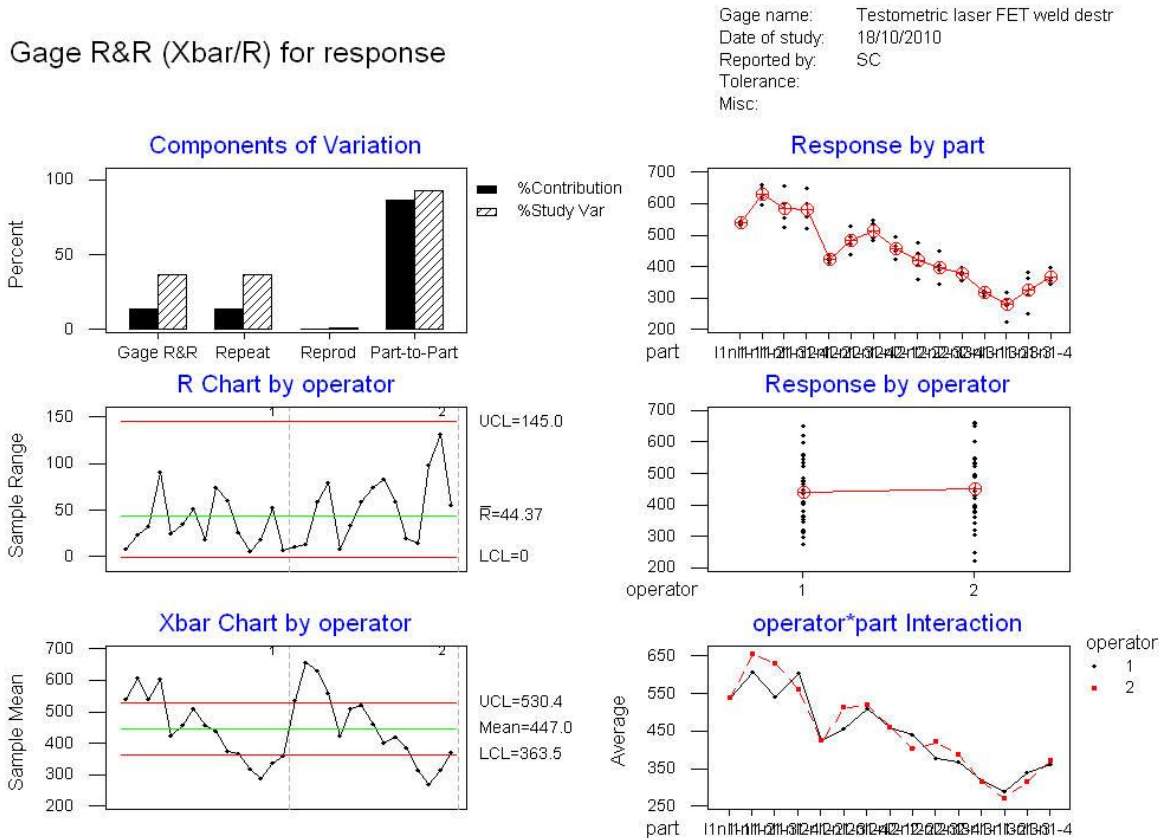 Gage R&R (Xbar/R) for response
Gage name: Testometric laser FET weld destr
Date of study: 18/10/2010
Reported by: SC
Tolerance:
Misc:
Components of Variation
100
50
0
Percent
Gage R&R Repeat Reprod Part-to-Part
%Contribution
%Study Var
Response by part
700
600
500
400
300
200
part
R Chart by operator
1 2
150
100
50
0
Sample Range
UCL=145.0
R̅=44.37
LCL=0
Response by operator
700
600
500
400
300
200
operator 1 2
Xbar Chart by operator
1 2
700
600
500
400
300
200
Sample Mean
UCL=530.4
Mean=447.0
LCL=363.5
operator*part Interaction
650
550
450
350
250
Average
part
operator
1
2